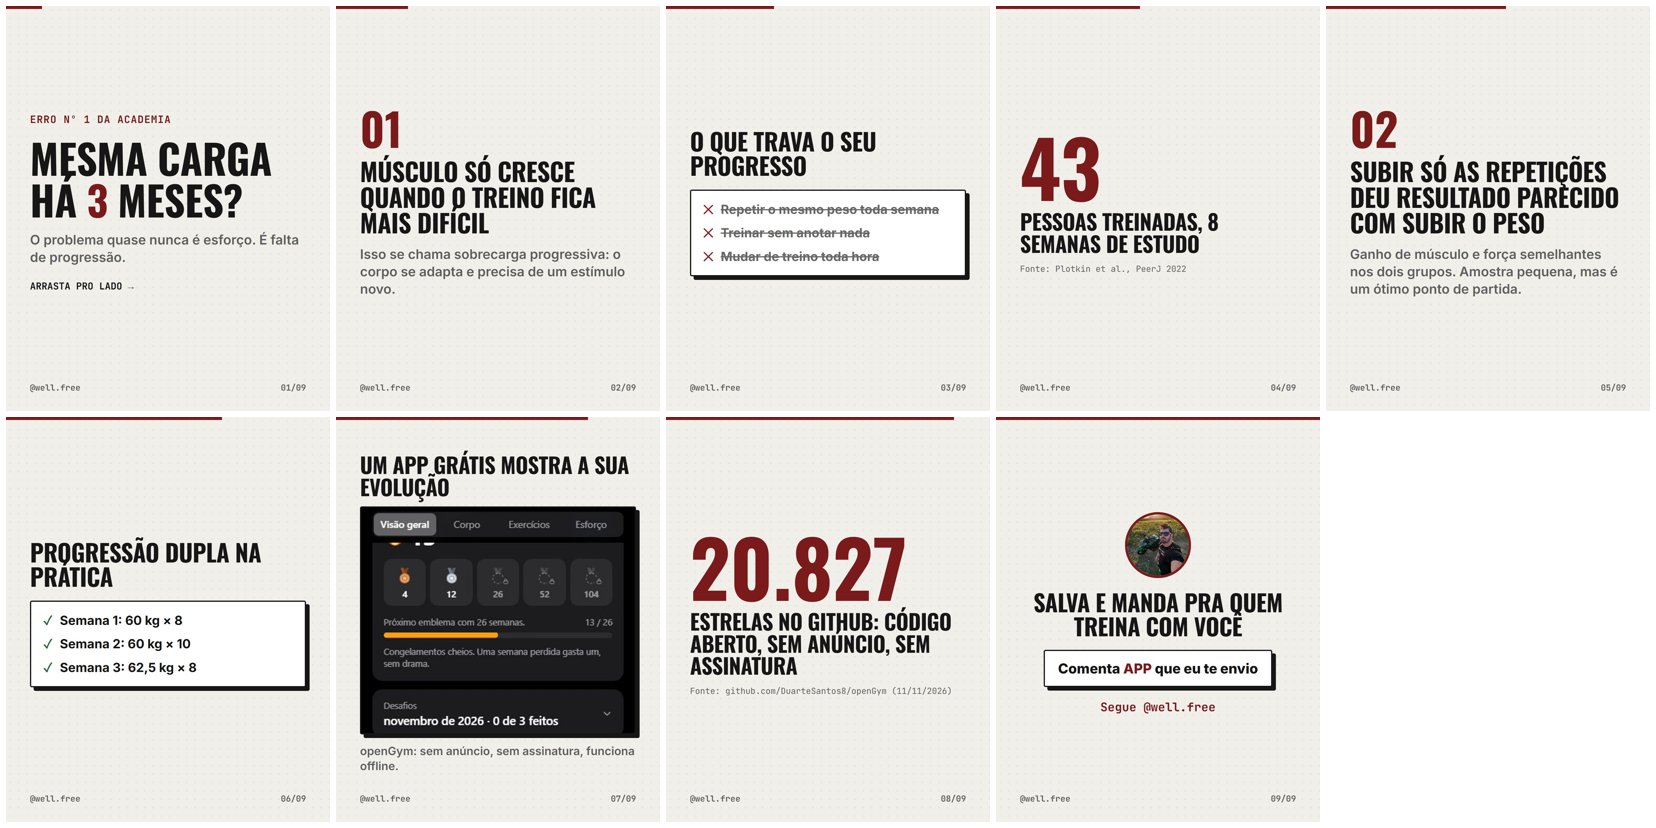 ERRO N° 1 DA ACADEMIA
MESMA CARGA
HÁ 3 MESES?
O problema quase nunca é esforço. É falta
de progressão.
ARRASTA PRO LADO →
@well.free
01/09
01
MÚSCULO SÓ CRESCE
QUANDO O TREINO FICA
MAIS DIFÍCIL
Isso se chama sobrecarga progressiva: o
corpo se adapta e precisa de um estímulo
novo.
@well.free
02/09
O QUE TRAVA O SEU
PROGRESSO
Repetir o mesmo peso toda semana
Treinar sem anotar nada
Mudar de treino toda hora
@well.free
03/09
43
PESSOAS TREINADAS, 8
SEMANAS DE ESTUDO
Fonte: Plotkin et al., PeerJ 2022
@well.free
04/09
02
SUBIR SÓ AS REPETIÇÕES
DEU RESULTADO PARECIDO
COM SUBIR O PESO
Ganho de músculo e força semelhantes
nos dois grupos. Amostra pequena, mas é
um ótimo ponto de partida.
@well.free
05/09
PROGRESSÃO DUPLA NA
PRÁTICA
✓ Semana 1: 60 kg × 8
✓ Semana 2: 60 kg × 10
✓ Semana 3: 62,5 kg × 8
@well.free
06/09
UM APP GRÁTIS MOSTRA A SUA
EVOLUÇÃO
Visão geral Corpo Exercícios Esforço
4 12 26 52 104
Próximo emblema com 26 semanas. 13 / 26
Congelamentos cheios. Uma semana perdida gasta um,
sem drama.
Desafios
novembro de 2026 · 0 de 3 feitos
openGym: sem anúncio, sem assinatura, funciona
offline.
@well.free
07/09
20.827
ESTRELAS NO GITHUB: CÓDIGO
ABERTO, SEM ANÚNCIO, SEM
ASSINATURA
Fonte: github.com/DuarteSantos8/openGym (11/11/2026)
@well.free
08/09
SALVA E MANDA PRA QUEM
TREINA COM VOCÊ
Comenta APP que eu te envio
Segue @well.free
@well.free
09/09